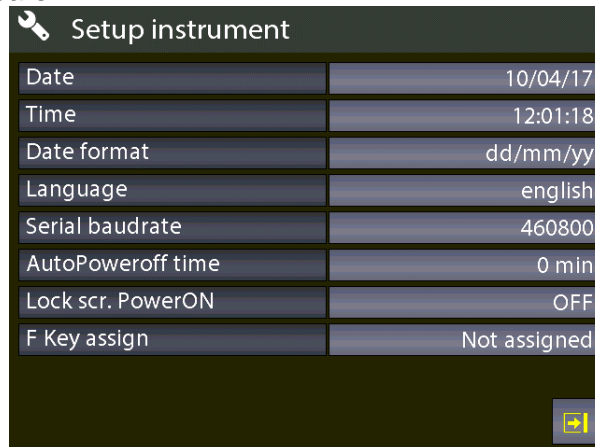 Setup instrument
Date 10/04/17
Time 12:01:18
Date format dd/mm/yy
Language english
Serial baudrate 460800
AutoPoweroff time 0 min
Lock scr. PowerON OFF
F Key assign Not assigned